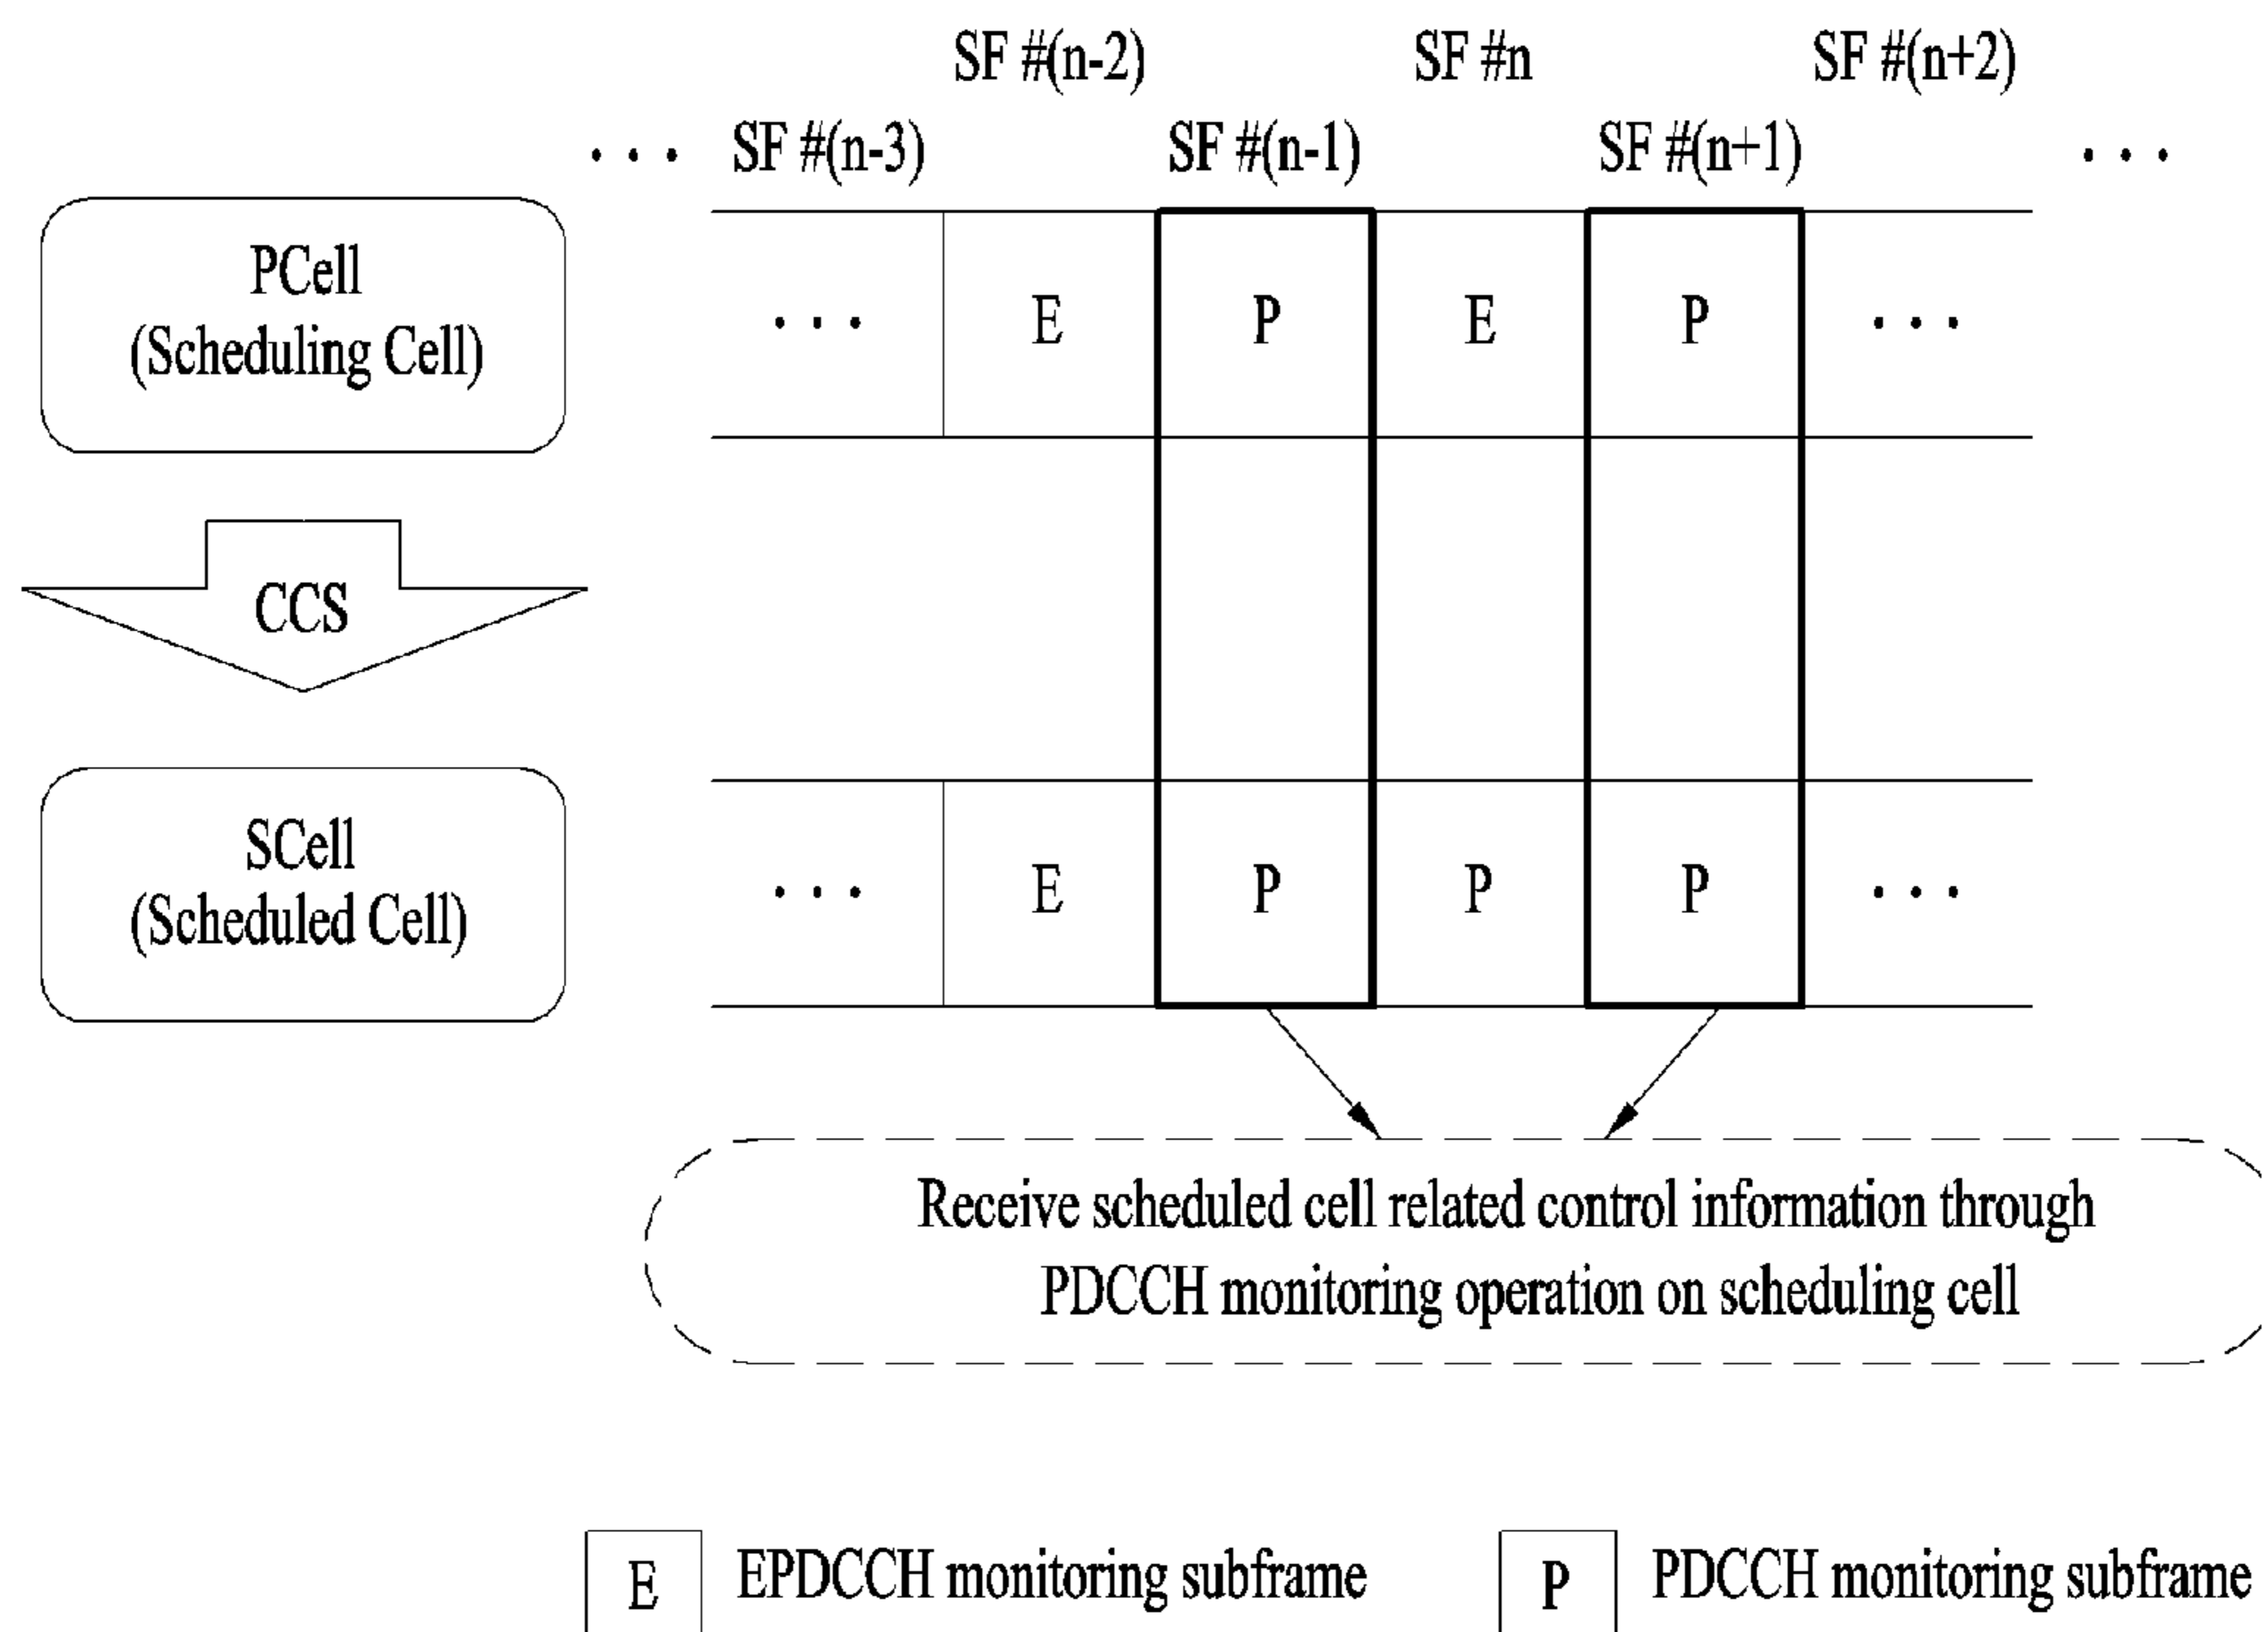 SF #(n-2) SF #n SF #(n+2)
. . . SF #(n-3) SF #(n-1) SF #(n+1) . . .
PCell
(Scheduling Cell)
. . . E P E P . . .
CCS
SCell
(Scheduled Cell)
. . . E P P P . . .
Receive scheduled cell related control information through
PDCCH monitoring operation on scheduling cell
E EPDCCH monitoring subframe P PDCCH monitoring subframe